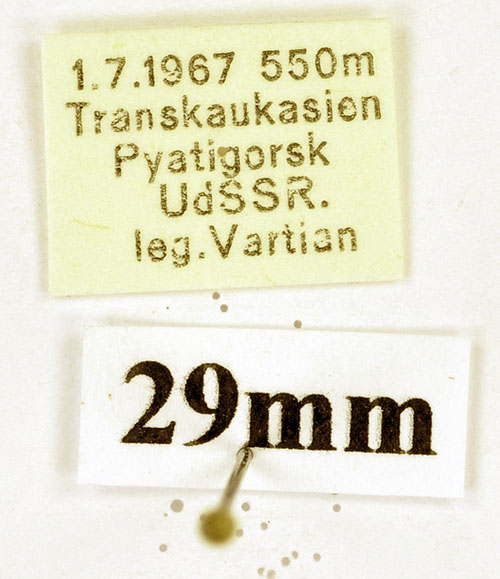 1.7.1967 550m
Transkaukasien
Pyatigorsk
UdSSR.
leg.Vartian
29mm